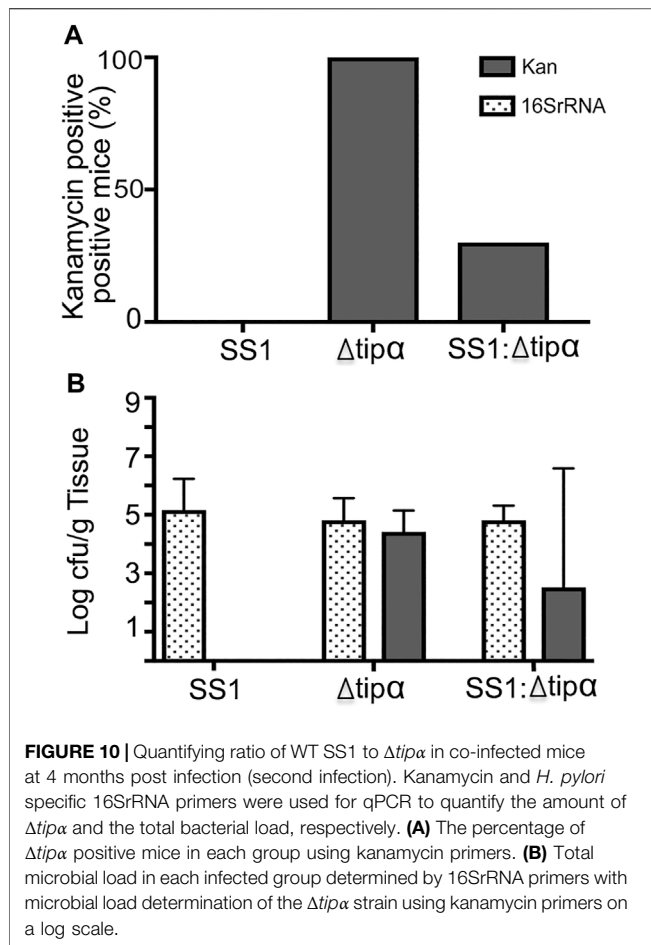 A
Kanamycin positive
positive mice (%)
100
50
0
Kan
16SrRNA
SS1
Δtipα
SS1:Δtipα
B
Log cfu/g Tissue
9
7
5
3
1
SS1
Δtipα
SS1:Δtipα
FIGURE 10 | Quantifying ratio of WT SS1 to Δtipα in co-infected mice
at 4 months post infection (second infection). Kanamycin and H. pylori
specific 16SrRNA primers were used for qPCR to quantify the amount of
Δtipα and the total bacterial load, respectively. (A) The percentage of
Δtipα positive mice in each group using kanamycin primers. (B) Total
microbial load in each infected group determined by 16SrRNA primers with
microbial load determination of the Δtipα strain using kanamycin primers on
a log scale.